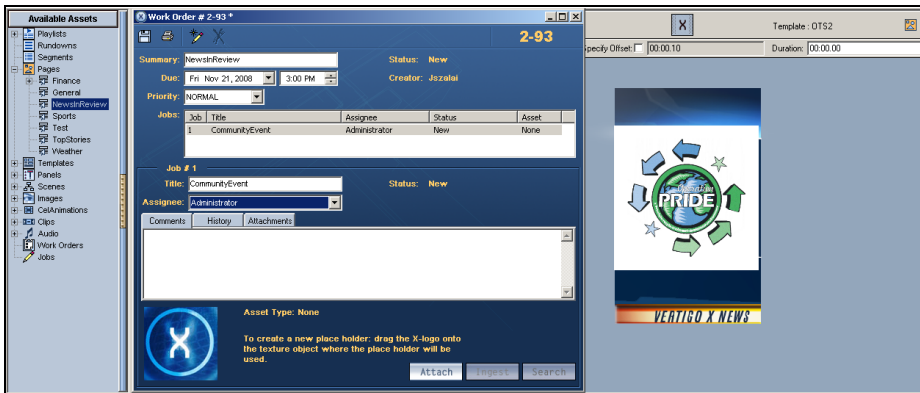 Available Assets
Playlists
Rundowns
Segments
Pages
Finance
General
NewsInReview
Sports
Test
TopStories
Weather
Templates
Panels
Scenes
Images
CelAnimations
Clips
Audio
Work Orders
Jobs
Work Order # 2-93 *
2-93
Summary: NewsInReview Status: New
Due: Fri Nov 21, 2008 3:00 PM Creator: Jszalai
Priority: NORMAL
Jobs: Job Title Assignee Status Asset
1 CommunityEvent Administrator New None
Job # 1
Title: CommunityEvent Status: New
Assignee: Administrator
Comments History Attachments
X
Asset Type: None
To create a new place holder: drag the X-logo onto
the texture object where the place holder will be
used.
Attach Ingest Search
X Template : OTS2
pecify Offset: 00:00.10 Duration: 00:00.00
PRIDE
VERTIGO X NEWS